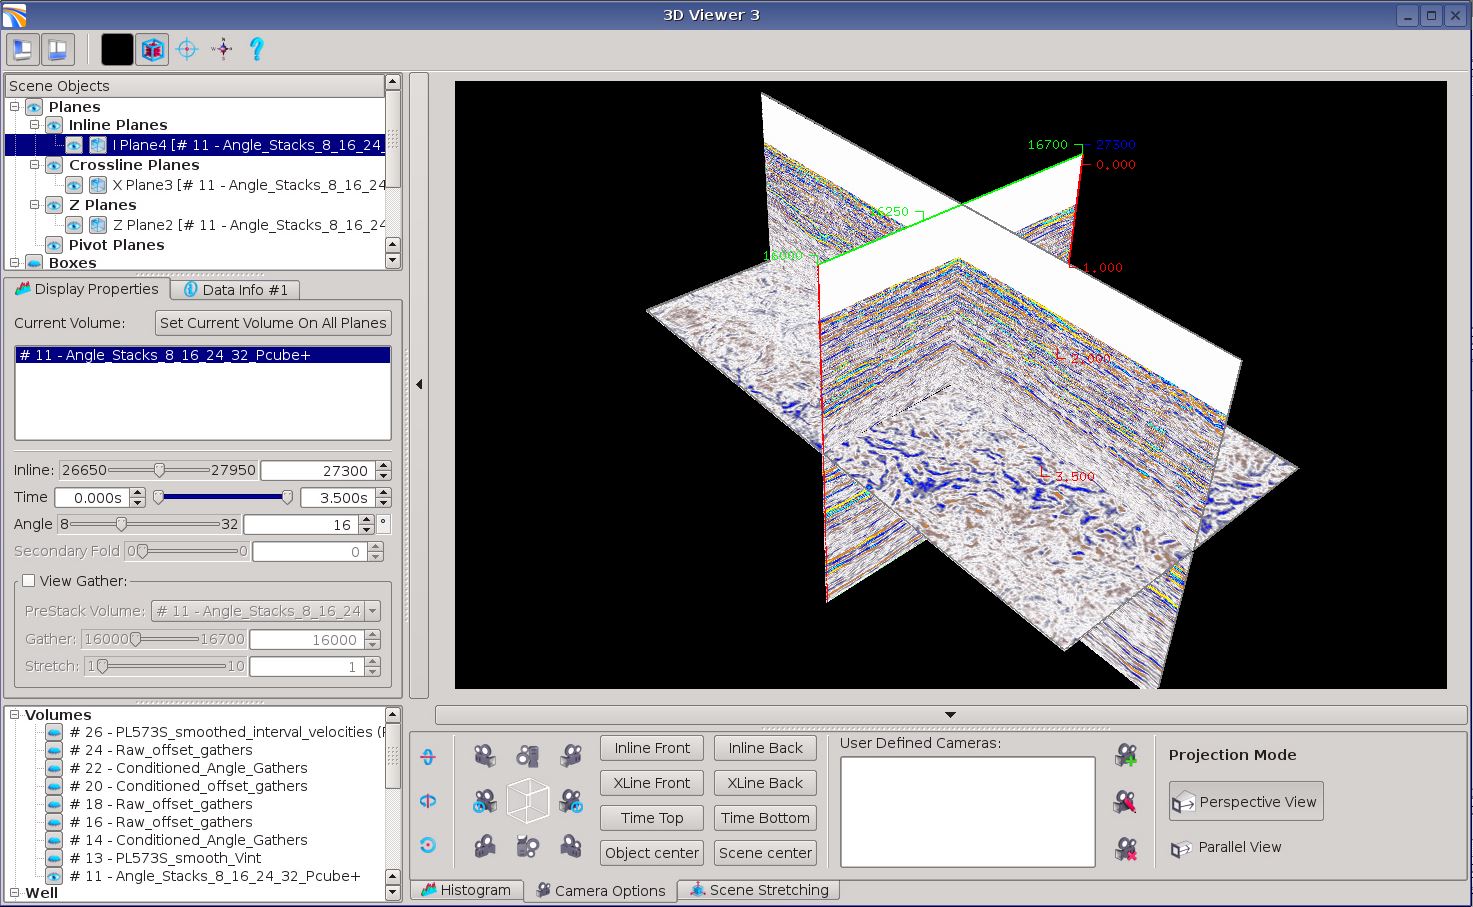 3D Viewer 3
Scene Objects
Planes
Inline Planes
I Plane4 [# 11 - Angle_Stacks_8_16_24_
Crossline Planes
X Plane3 [# 11 - Angle_Stacks_8_16_24
Z Planes
Z Plane2 [# 11 - Angle_Stacks_8_16_24
Pivot Planes
Boxes
Display Properties
Data Info #1
Current Volume:
Set Current Volume On All Planes
# 11 - Angle_Stacks_8_16_24_32_Pcube+
Inline: 26650 27950 27300
Time 0.000s 3.500s
Angle 8 32 16 °
Secondary Fold 0 0 0
View Gather:
PreStack Volume: # 11 - Angle_Stacks_8_16_24
Gather: 16000 16700 16000
Stretch: 1 10 1
Volumes
# 26 - PL573S_smoothed_interval_velocities (
# 24 - Raw_offset_gathers
# 22 - Conditioned_Angle_Gathers
# 20 - Conditioned_offset_gathers
# 18 - Raw_offset_gathers
# 16 - Raw_offset_gathers
# 14 - Conditioned_Angle_Gathers
# 13 - PL573S_smooth_Vint
# 11 - Angle_Stacks_8_16_24_32_Pcube+
Well
16700 27300
0.000
16250
16000
1.000
2.000
3.500
Inline Front
Inline Back
XLine Front
XLine Back
Time Top
Time Bottom
Object center
Scene center
User Defined Cameras:
Projection Mode
Perspective View
Parallel View
Histogram
Camera Options
Scene Stretching